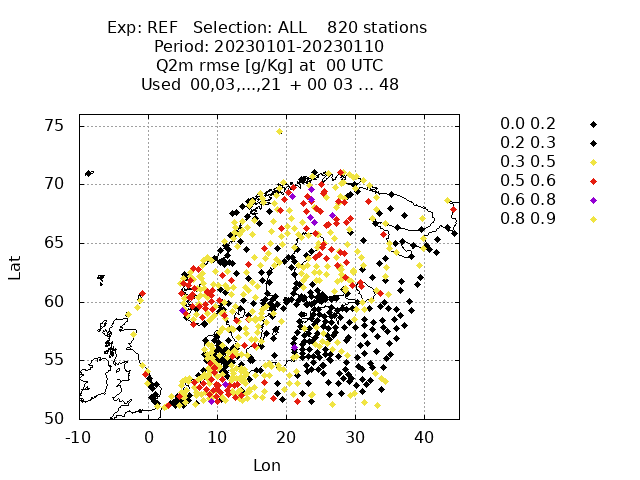 Exp: REF Selection: ALL 820 stations
Period: 20230101-20230110
Q2m rmse [g/Kg] at 00 UTC
Used 00,03,...,21 + 00 03 ... 48
0.0 0.2
0.2 0.3
0.3 0.5
0.5 0.6
0.6 0.8
0.8 0.9
75
70
65
60
55
50
Lat
-10 0 10 20 30 40
Lon